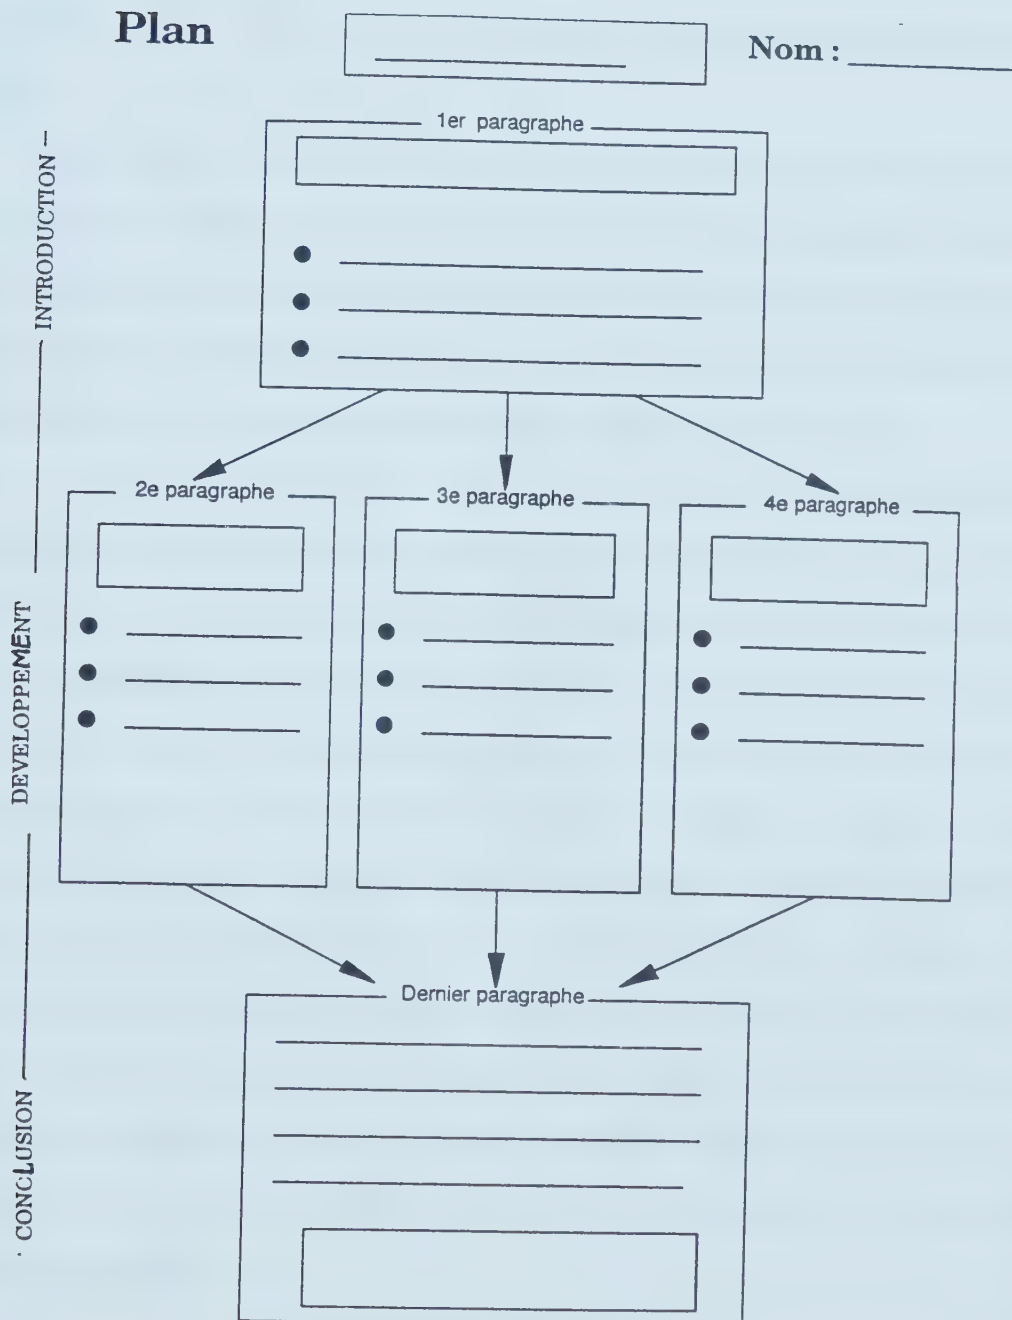 Plan
Nom :
1er paragraphe
INTRODUCTION
2e paragraphe
3e paragraphe
4e paragraphe
DEVELOPPEMENT
Dernier paragraphe
CONCLUSION